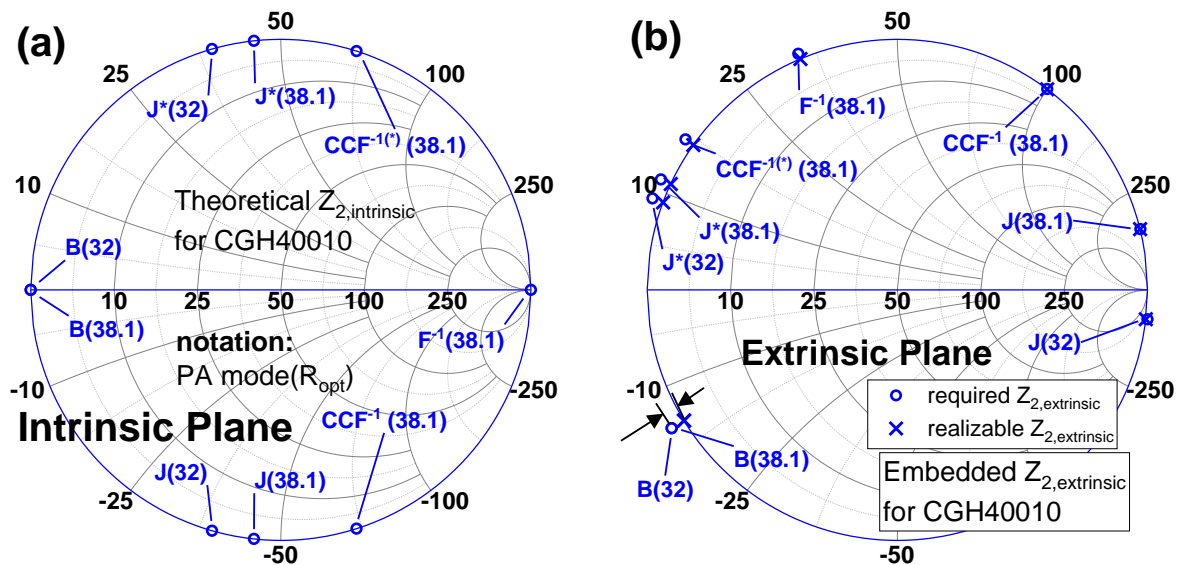 (a)
50
25
100
J*(32)
J*(38.1)
CCF-1(*) (38.1)
10
250
Theoretical Z2,intrinsic
for CGH40010
B(32)
10 25 50 100 250
B(38.1)
F-1(38.1)
notation:
PA mode(Ropt)
-10
-250
CCF-1 (38.1)
Intrinsic Plane
J(32)
J(38.1)
-25
-100
-50
(b)
50
25
100
F-1(38.1)
CCF-1 (38.1)
CCF-1(*) (38.1)
10
250
J(38.1)
J*(38.1)
J*(32)
10 25 50 100 250
J(32)
Extrinsic Plane
-10
-250
required Z2,extrinsic
realizable Z2,extrinsic
B(38.1)
B(32)
Embedded Z2,extrinsic
for CGH40010
-25
-100
-50